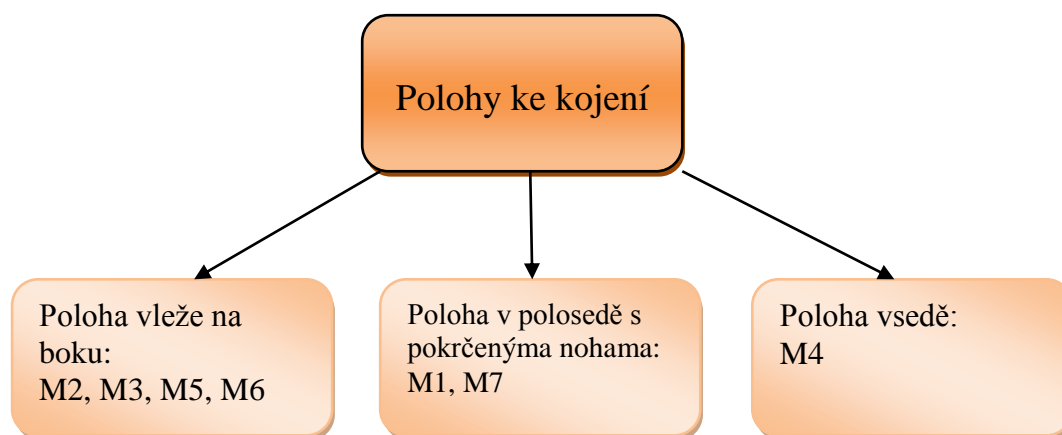 Polohy ke kojení
Poloha vleže na
boku:
M2, M3, M5, M6
Poloha v polosedě s
pokrčenýma nohama:
M1, M7
Poloha vsedě:
M4